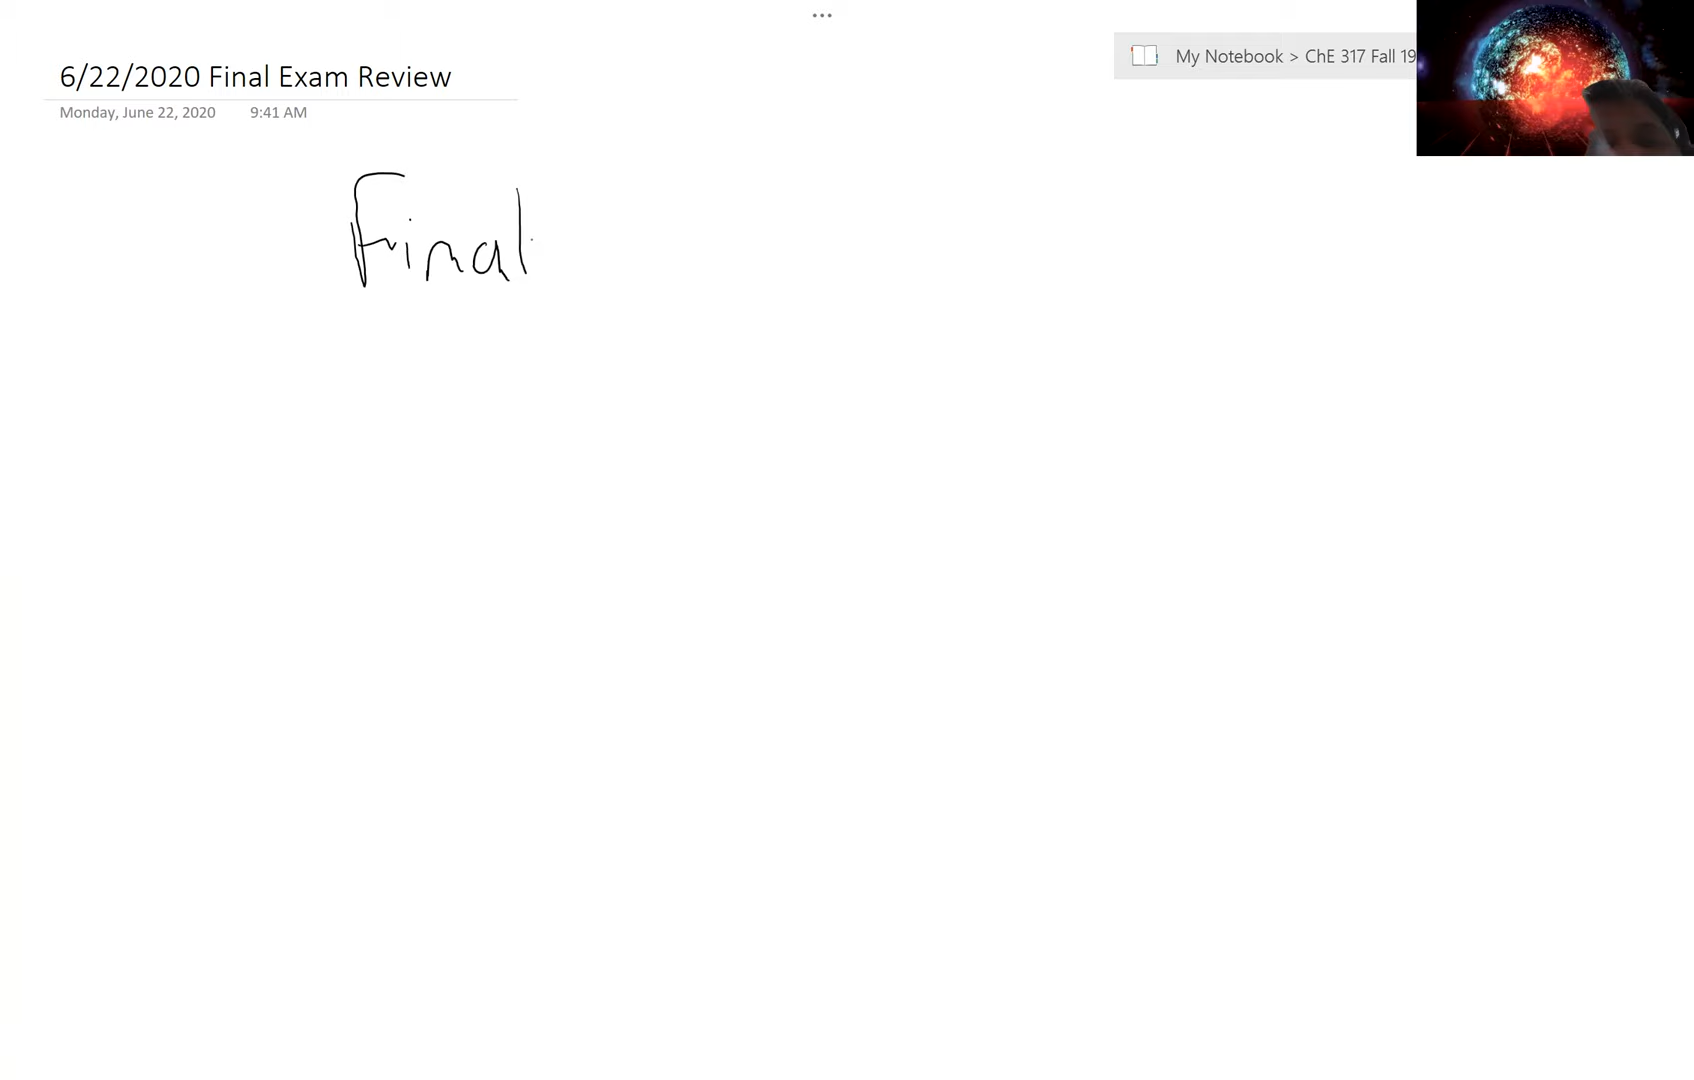 My Notebook > ChE 317 Fall 19
6/22/2020 Final Exam Review
Monday, June 22, 2020 9:41 AM
Final